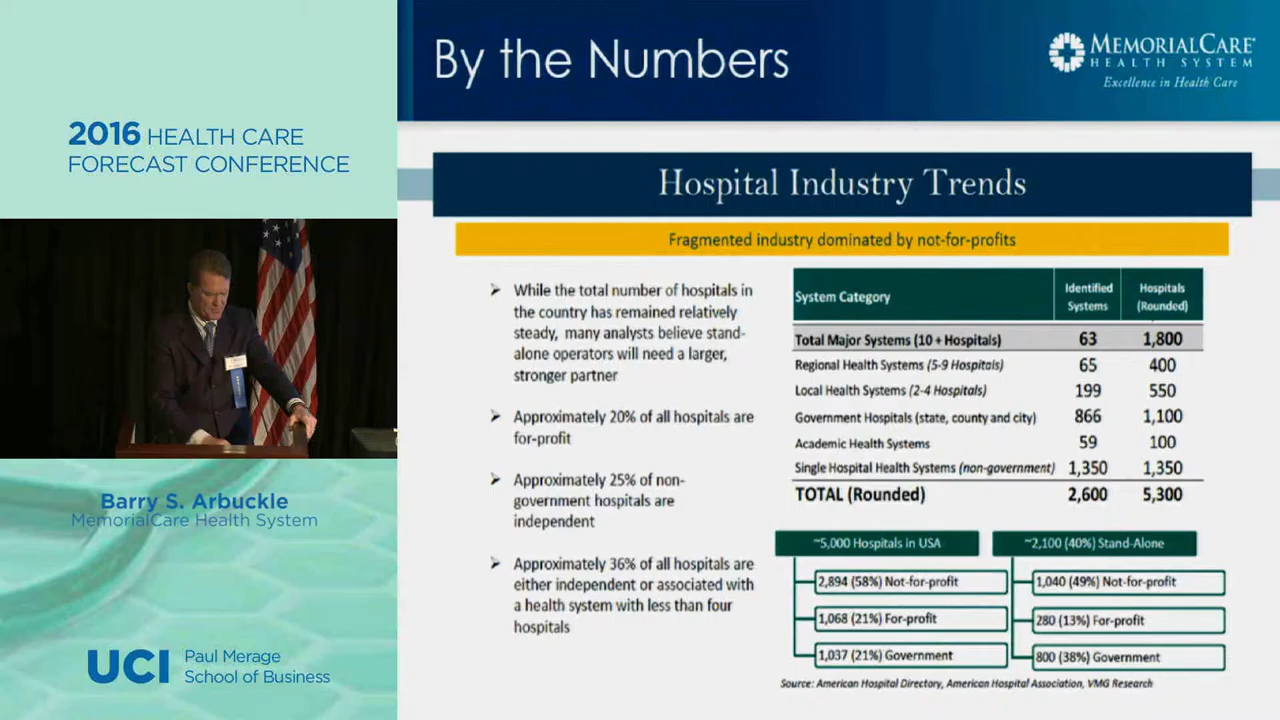 2016 HEALTH CARE
FORECAST CONFERENCE
Barry S. Arbuckle
MemorialCare Health System
UCI Paul Merage
School of Business
By the Numbers
MEMORIALCARE
HEALTH SYSTEM
Excellence in Health Care
Hospital Industry Trends
Fragmented industry dominated by not-for-profits
While the total number of hospitals in
the country has remained relatively
steady, many analysts believe stand-
alone operators will need a larger,
stronger partner
Approximately 20% of all hospitals are
for-profit
Approximately 25% of non-
government hospitals are
independent
Approximately 36% of all hospitals are
either independent or associated with
a health system with less than four
hospitals
System Category Identified Systems Hospitals (Rounded)
Total Major Systems (10 + Hospitals) 63 1,800
Regional Health Systems (5-9 Hospitals) 65 400
Local Health Systems (2-4 Hospitals) 199 550
Government Hospitals (state, county and city) 866 1,100
Academic Health Systems 59 100
Single Hospital Health Systems (non-government) 1,350 1,350
TOTAL (Rounded) 2,600 5,300
~5,000 Hospitals in USA
2,894 (58%) Not-for-profit
1,068 (21%) For-profit
1,037 (21%) Government
~2,100 (40%) Stand-Alone
1,040 (49%) Not-for-profit
280 (13%) For-profit
800 (38%) Government
Source: American Hospital Directory, American Hospital Association, VMG Research